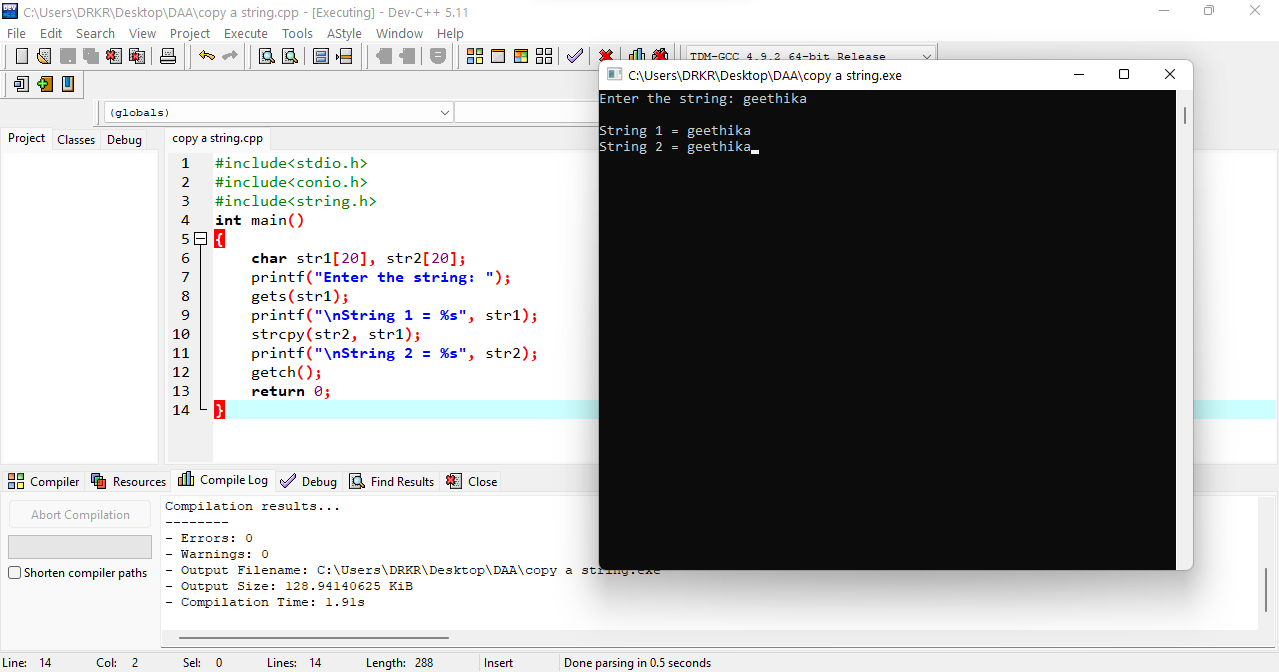 C:\Users\DRKR\Desktop\DAA\copy a string.cpp - [Executing] - Dev-C++ 5.11
File Edit Search View Project Execute Tools AStyle Window Help
TDM-GCC 4.9.2 64-bit Release
(globals)
Project Classes Debug
copy a string.cpp
1 #include<stdio.h>
2 #include<conio.h>
3 #include<string.h>
4 int main()
5 {
6 char str1[20], str2[20];
7 printf("Enter the string: ");
8 gets(str1);
9 printf("\nString 1 = %s", str1);
10 strcpy(str2, str1);
11 printf("\nString 2 = %s", str2);
12 getch();
13 return 0;
14 }
C:\Users\DRKR\Desktop\DAA\copy a string.exe
Enter the string: geethika
String 1 = geethika
String 2 = geethika
Compiler Resources Compile Log Debug Find Results Close
Abort Compilation
Shorten compiler paths
Compilation results...
--------
- Errors: 0
- Warnings: 0
- Output Filename: C:\Users\DRKR\Desktop\DAA\copy a string.exe
- Output Size: 128.94140625 KiB
- Compilation Time: 1.91s
Line: 14 Col: 2 Sel: 0 Lines: 14 Length: 288 Insert Done parsing in 0.5 seconds